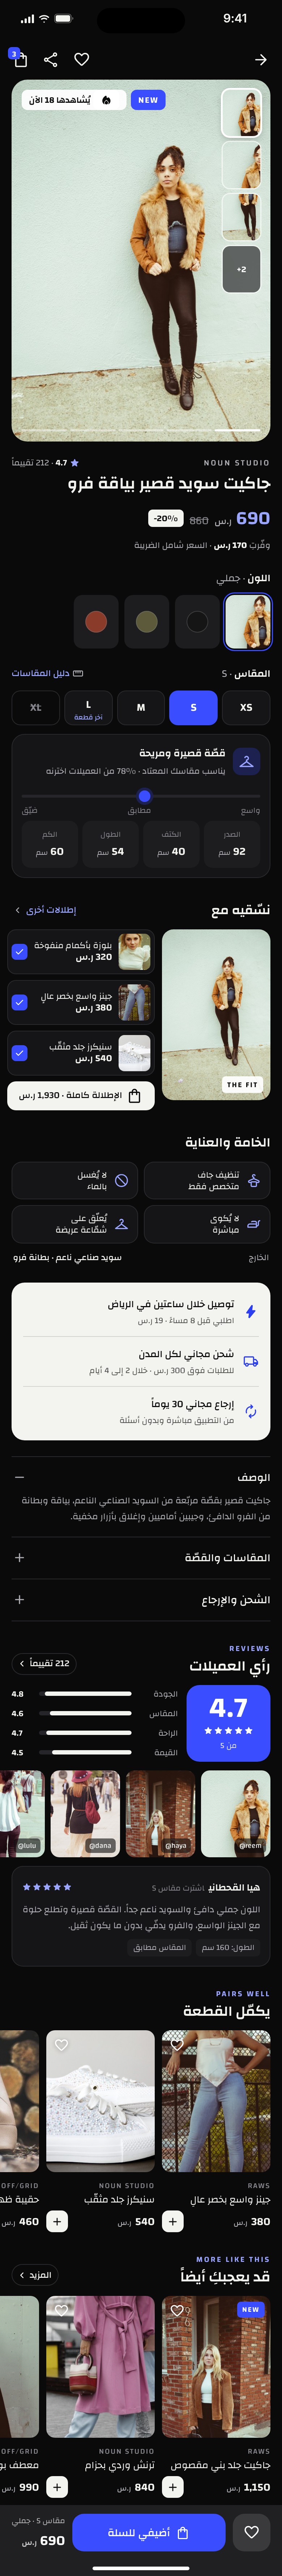 9:41
3
يُشاهدها 18 الآن
NEW
+2
NOUN STUDIO
4.7 · 212 تقييماً
جاكيت سويد قصير بياقة فرو
690 ر.س 860 -20%
وفّرتِ 170 ر.س · السعر شامل الضريبة
اللون · جملي
المقاس · S
دليل المقاسات
XS
S
M
L
آخر قطعة
XL
قصّة قصيرة ومريحة
يناسب مقاسك المعتاد · 78% من العميلات اخترنه
واسع
مطابق
ضيّق
الصدر
92 سم
الكتف
40 سم
الطول
54 سم
الكم
60 سم
نسّقيه مع
إطلالات أخرى
THE FIT
بلوزة بأكمام منفوخة
320 ر.س
جينز واسع بخصر عالٍ
380 ر.س
سنيكرز جلد مثقّب
540 ر.س
الإطلالة كاملة · 1,930 ر.س
الخامة والعناية
تنظيف جاف
متخصص فقط
لا يُغسل
بالماء
لا يُكوى
مباشرة
يُعلّق على
شمّاعة عريضة
الخارج
سويد صناعي ناعم · بطانة فرو
توصيل خلال ساعتين في الرياض
اطلبي قبل 8 مساءً · 19 ر.س
شحن مجاني لكل المدن
للطلبات فوق 300 ر.س · خلال 2 إلى 4 أيام
إرجاع مجاني 30 يوماً
من التطبيق مباشرة وبدون أسئلة
الوصف
جاكيت قصير بقصّة مربّعة من السويد الصناعي الناعم، بياقة وبطانة
من الفرو الدافئ، وجيبين أماميين وإغلاق بأزرار مخفية.
المقاسات والقصّة
الشحن والإرجاع
REVIEWS
رأي العميلات
212 تقييماً
4.7
من 5
الجودة 4.8
المقاس 4.6
الراحة 4.7
القيمة 4.5
@reem
@haya
@dana
@lulu
هيا القحطاني اشترت مقاس S
اللون جملي دافئ والسويد ناعم جداً. القصّة قصيرة وتطلع حلوة
مع الجينز الواسع، والفرو يدفّي بدون ما يكون ثقيل.
الطول: 160 سم
المقاس مطابق
PAIRS WELL
يكمّل القطعة
RAWS
جينز واسع بخصر عالٍ
380 ر.س
NOUN STUDIO
سنيكرز جلد مثقّب
540 ر.س
OFF/GRID
حقيبة
460 ر.س
MORE LIKE THIS
قد يعجبكِ أيضاً
المزيد
NEW
RAWS
جاكيت جلد بني مقصوص
1,150 ر.س
NOUN STUDIO
ترنش وردي بحزام
840 ر.س
OFF/GRID
معطف
990 ر.س
أضيفي للسلة
مقاس S · جملي
690 ر.س